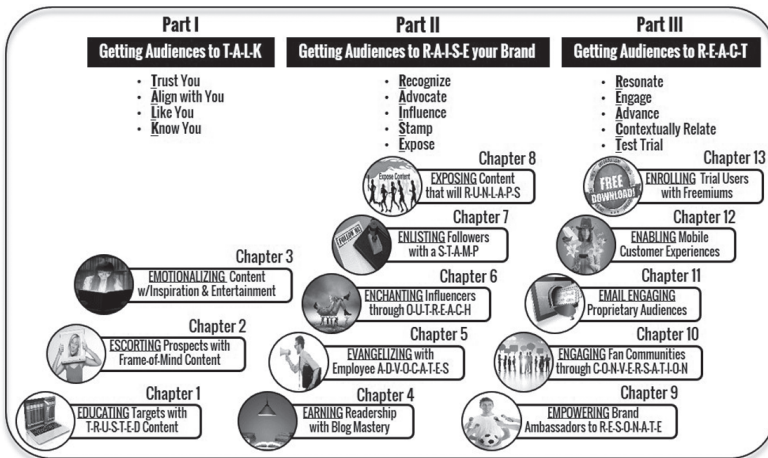 Part I
Getting Audiences to T-A-L-K
• Trust You
• Align with You
• Like You
• Know You
Chapter 3
EMOTIONALIZING Content
w/Inspiration & Entertainment
Chapter 2
ESCORTING Prospects with
Frame-of-Mind Content
Chapter 1
EDUCATING Targets with
T-R-U-S-T-E-D Content
Part II
Getting Audiences to R-A-I-S-E your Brand
• Recognize
• Advocate
• Influence
• Stamp
• Expose
Chapter 8
Expose Content
EXPOSING Content
that will R-U-N-L-A-P-S
Chapter 7
FOLLOW ME
ENLISTING Followers
with a S-T-A-M-P
Chapter 6
ENCHANTING Influencers
through O-U-T-R-E-A-C-H
Chapter 5
EVANGELIZING with
Employee A-D-V-O-C-A-T-E-S
Chapter 4
EARNING Readership
with Blog Mastery
Part III
Getting Audiences to R-E-A-C-T
• Resonate
• Engage
• Advance
• Contextually Relate
• Test Trial
Chapter 13
FREE
DOWNLOAD!
ENROLLING Trial Users
with Freemiums
Chapter 12
ENABLING Mobile
Customer Experiences
Chapter 11
EMAIL ENGAGING
Proprietary Audiences
Chapter 10
ENGAGING Fan Communities
through C-O-N-V-E-R-S-A-T-I-O-N
Chapter 9
EMPOWERING Brand
Ambassadors to R-E-S-O-N-A-T-E